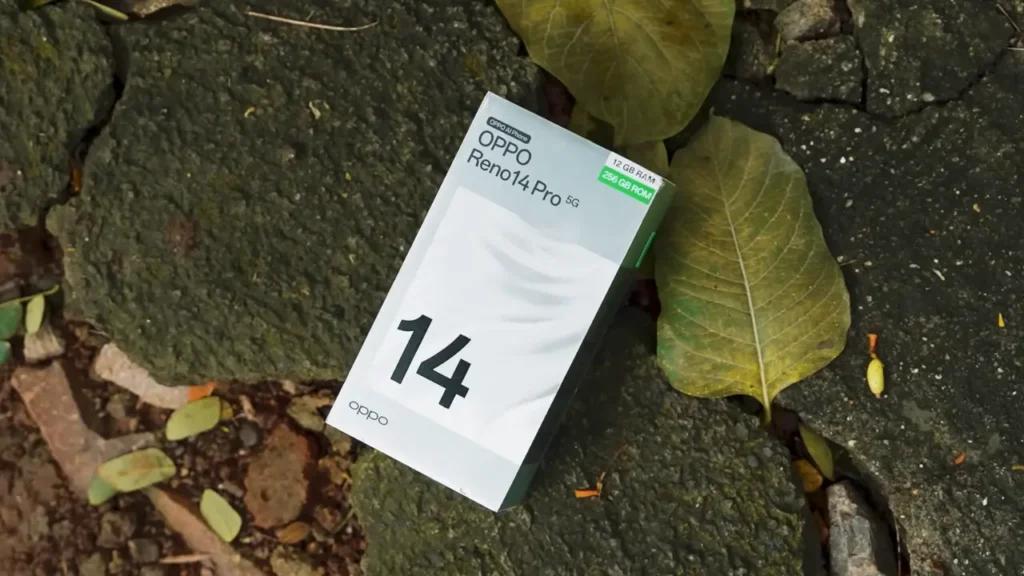 OPPO AI Phone
OPPO
Reno14 Pro 5G
12 GB RAM
256 GB ROM
14
oppo